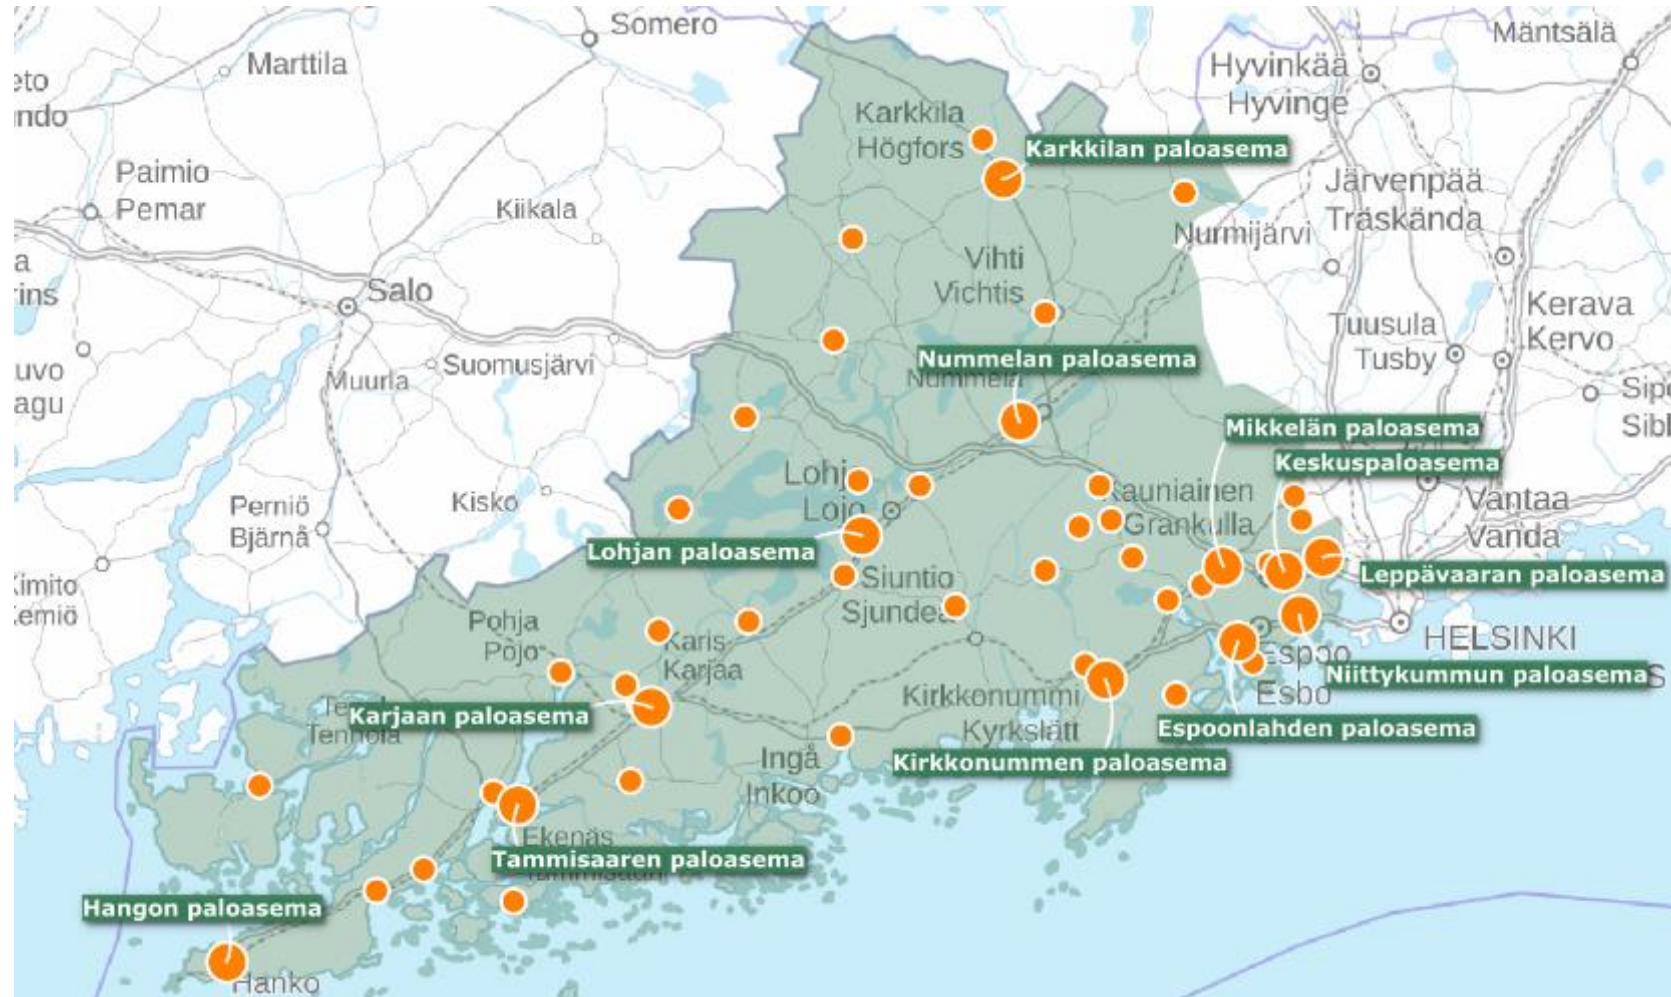 Somero
Mäntsälä
Marttila
Hyvinkää
Hyvinge
Karkkila
Högfors
Karkkilan paloasema
Paimio
Pemar
Kiikala
Järvenpää
Träskända
Nurmijärvi
Vihti
Vichtis
Salo
Kerava
Kervo
Tuusula
Tusby
Nummelan paloasema
Nummela
Suomusjärvi
Muurla
Mikkelän paloasema
Keskuspaloasema
Kauniainen
Grankulla
Vantaa
Vanda
Lojo
Kisko
Perniö
Bjärnå
Lohjan paloasema
Leppävaaran paloasema
Siuntio
Sjundea
Pohja
Pojo
Karis
Karjaa
HELSINKI
Espoo
Esbo
Niittykummun paloasema
Karjaan paloasema
Tenhola
Kirkkonummi
Kyrkslätt
Espoonlahden paloasema
Kirkkonummen paloasema
Ingå
Inkoo
Ekenäs
Tammisaaren paloasema
Hangon paloasema
Hanko